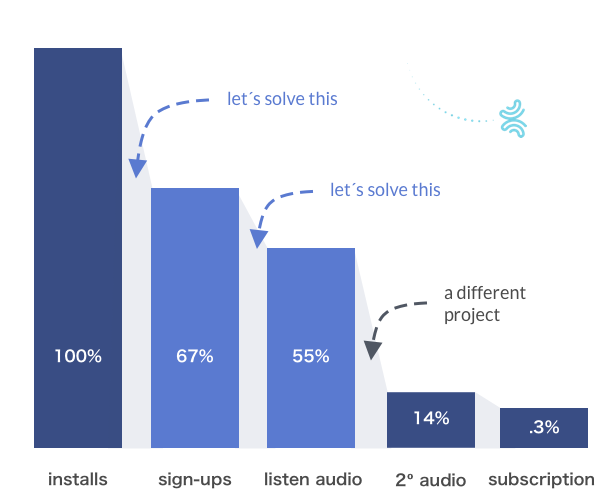 let´s solve this
let´s solve this
a different
project
100%
67%
55%
14%
.3%
installs
sign-ups
listen audio
2º audio
subscription